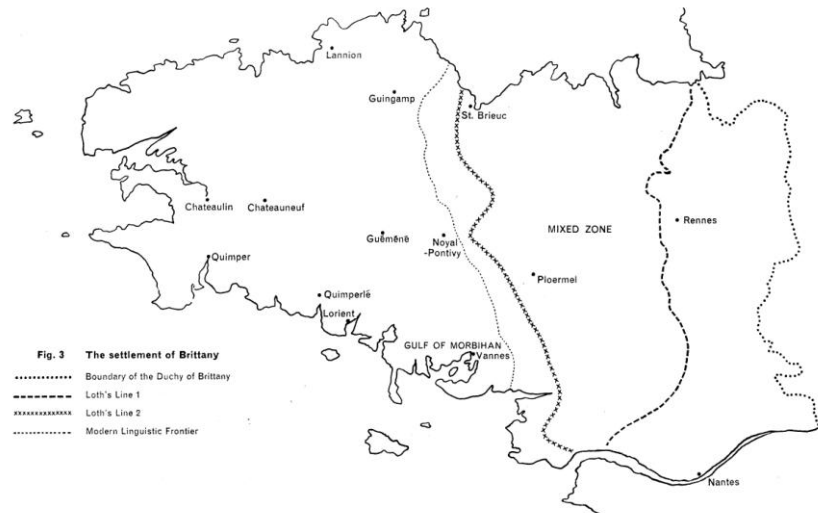 Lannion
Guingamp
St. Brieuc
Chateaulin
Chateauneuf
Rennes
MIXED ZONE
Guëmënë
Noyal
-Pontivy
Quimper
Ploermel
Quimperlë
Lorient
GULF OF MORBIHAN
Vannes
Fig. 3 The settlement of Brittany
Boundary of the Duchy of Brittany
Loth's Line 1
Loth's Line 2
Modern Linguistic Frontier
Nantes